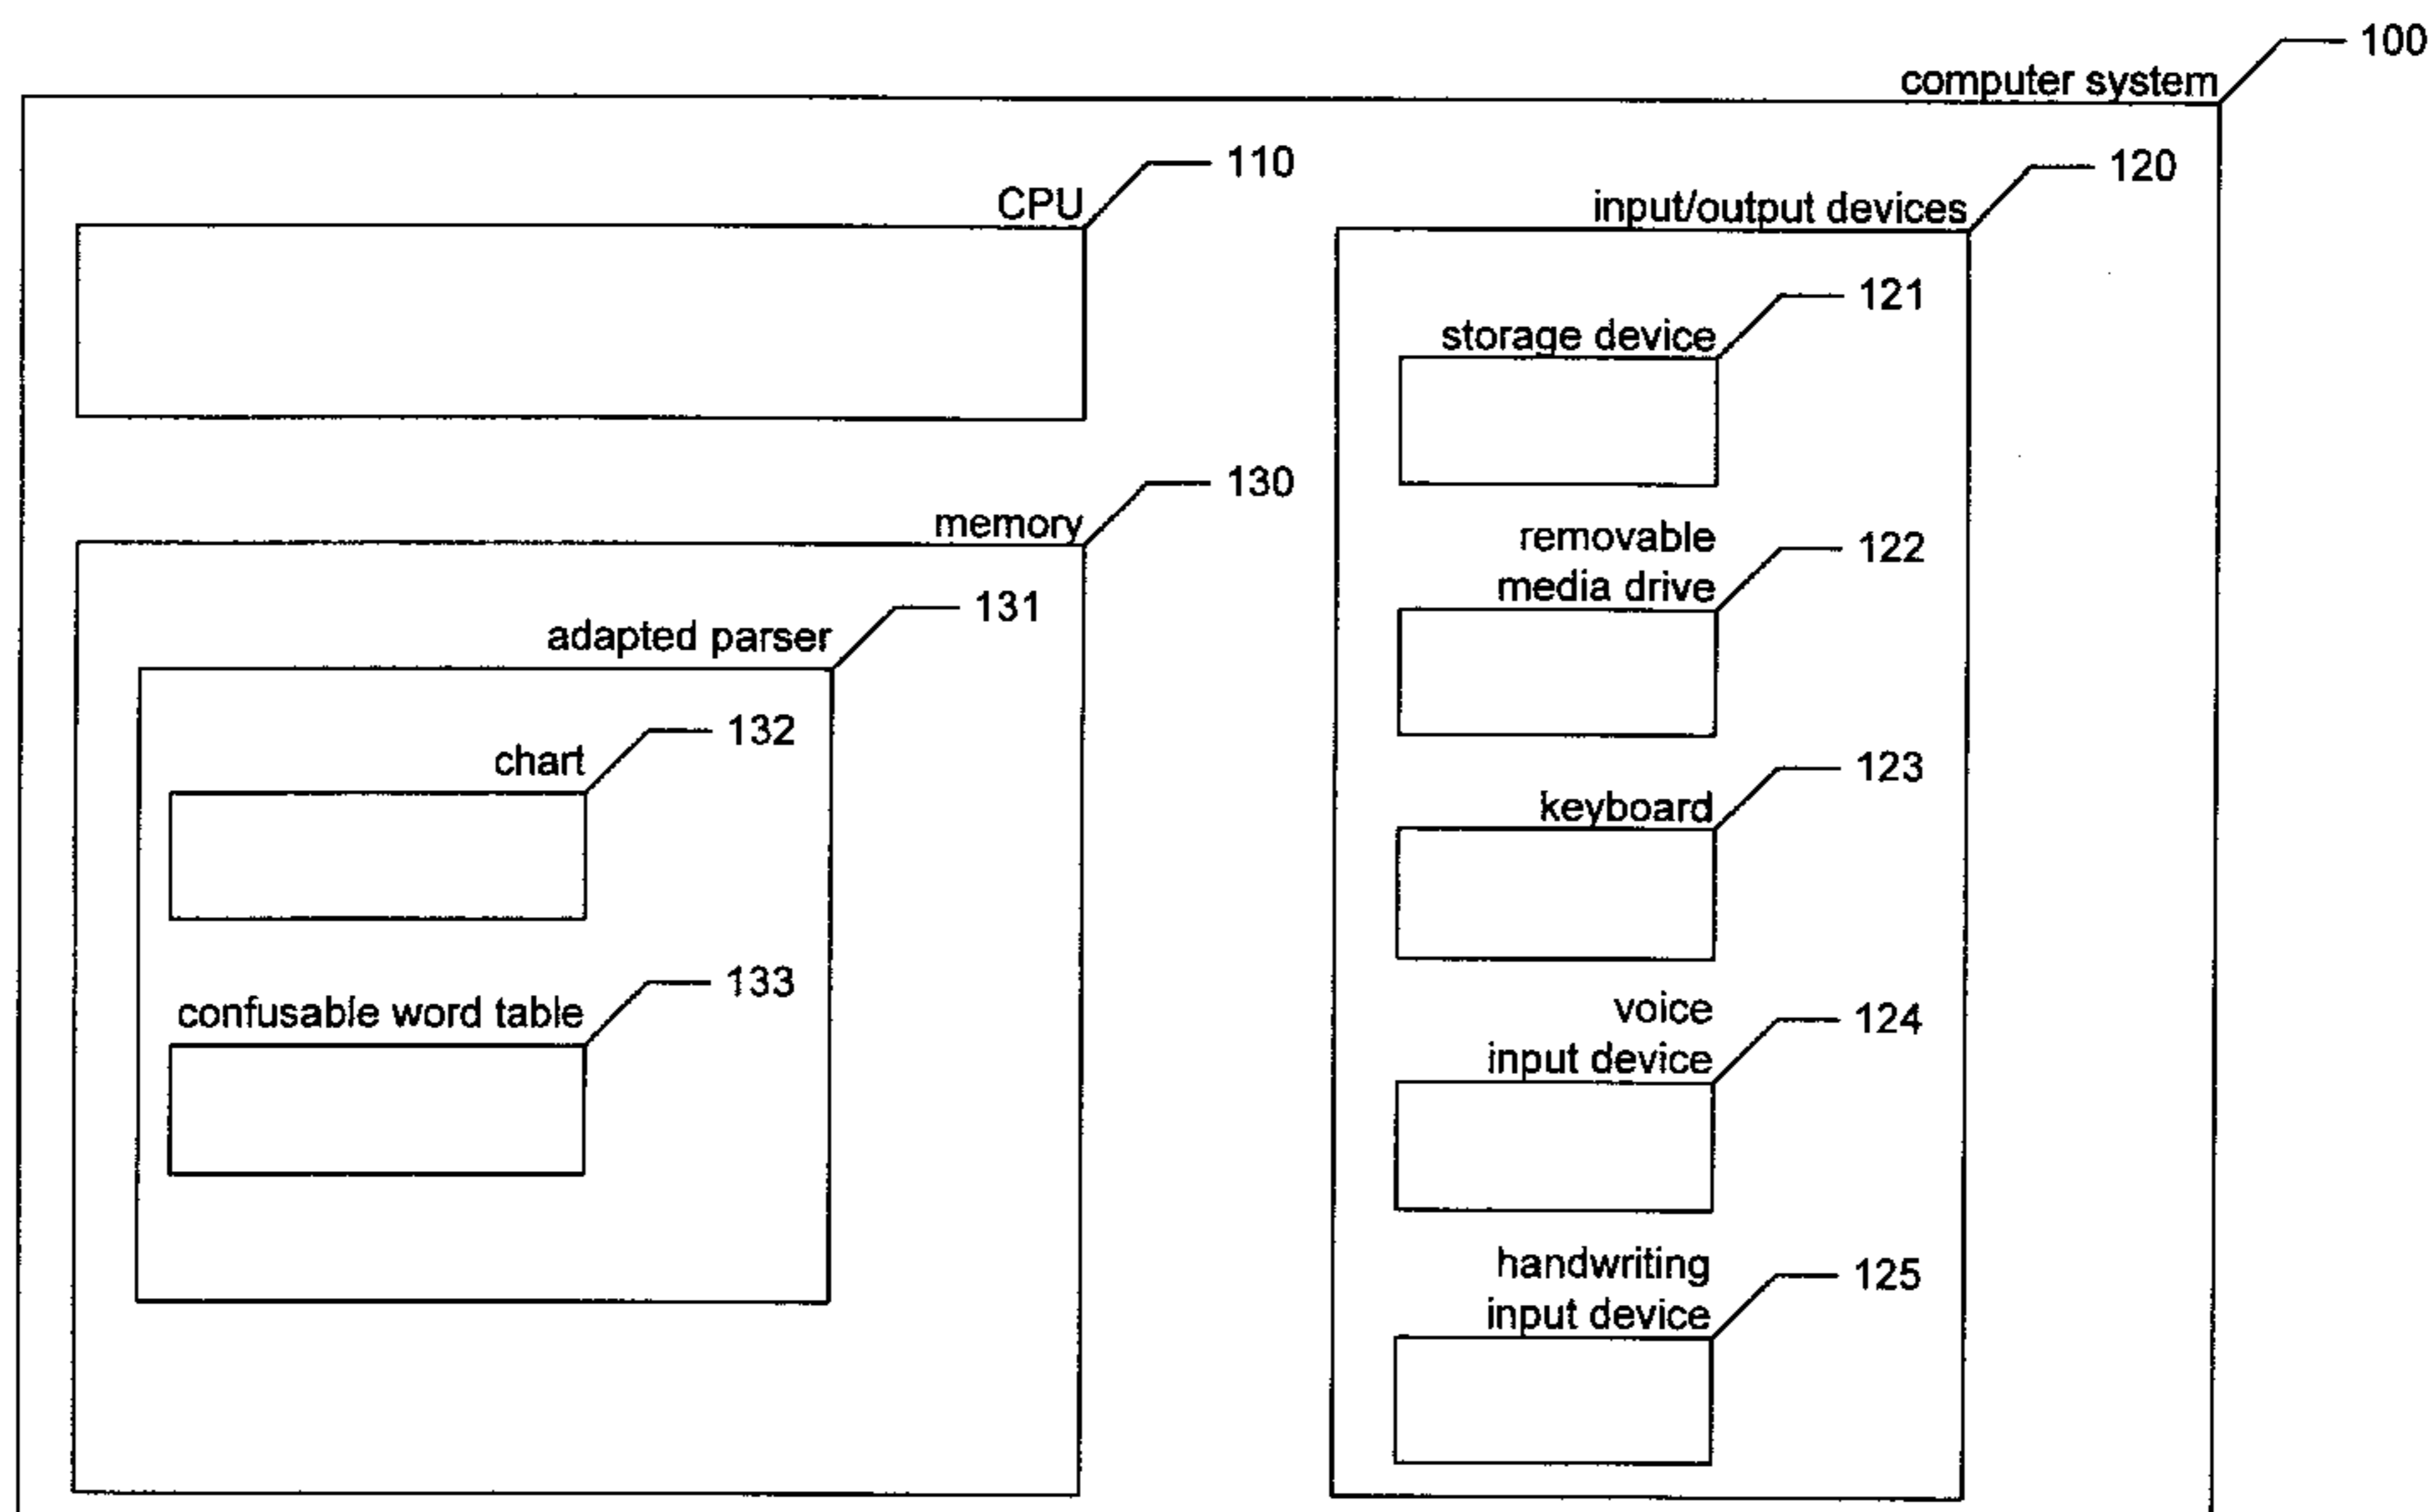 100
computer system
110
CPU
120
input/output devices
121
storage device
130
memory
removable
122
media drive
131
adapted parser
132
chart
123
keyboard
133
confusable word table
voice
124
input device
handwriting
125
input device